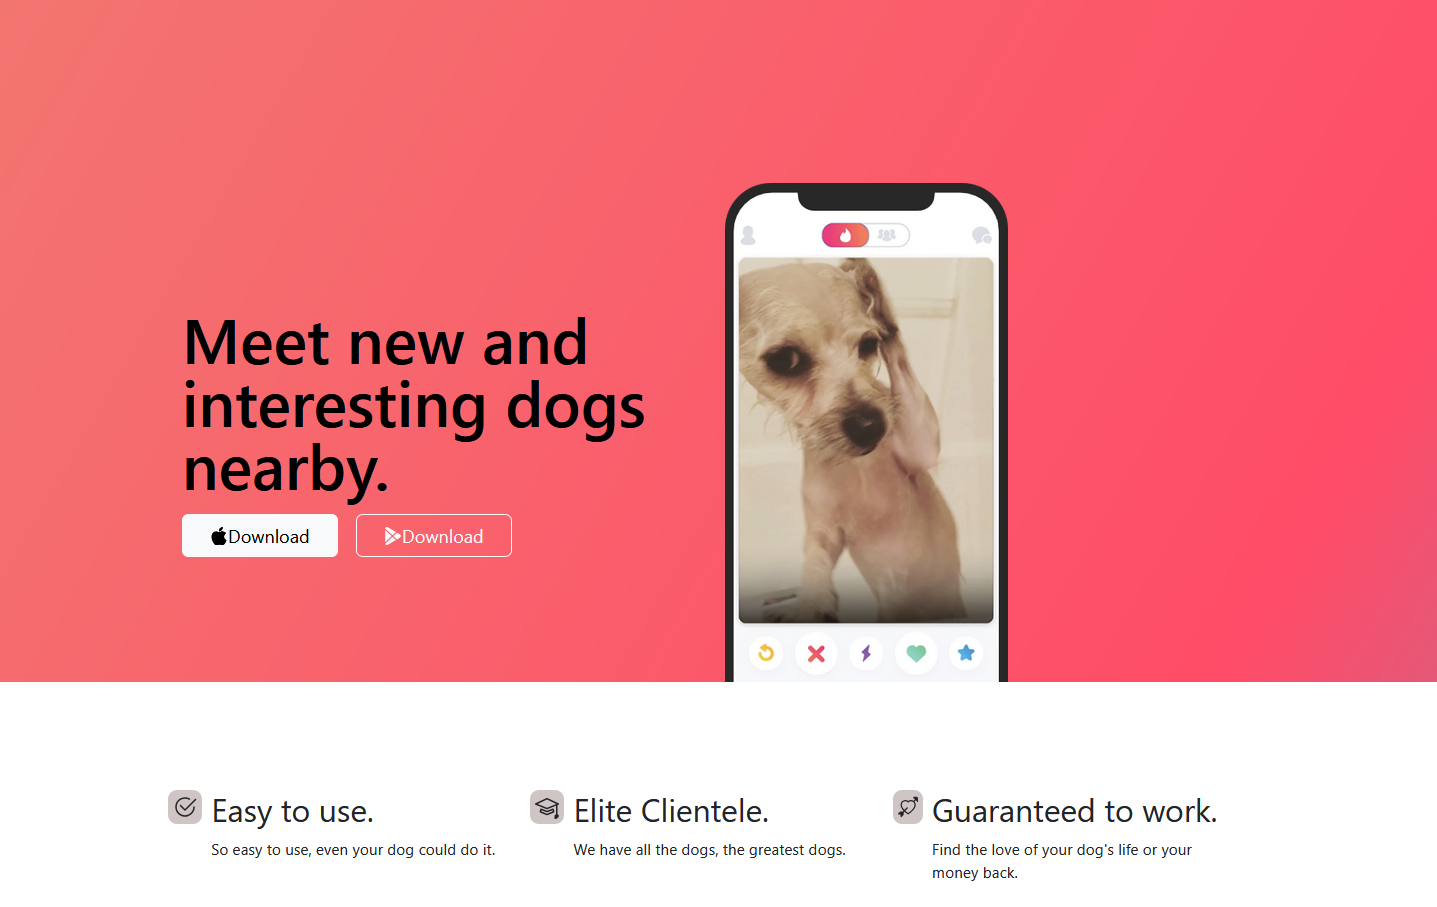 Meet new and
interesting dogs
nearby.
Download
Download
Easy to use.
So easy to use, even your dog could do it.
Elite Clientele.
We have all the dogs, the greatest dogs.
Guaranteed to work.
Find the love of your dog's life or your
money back.